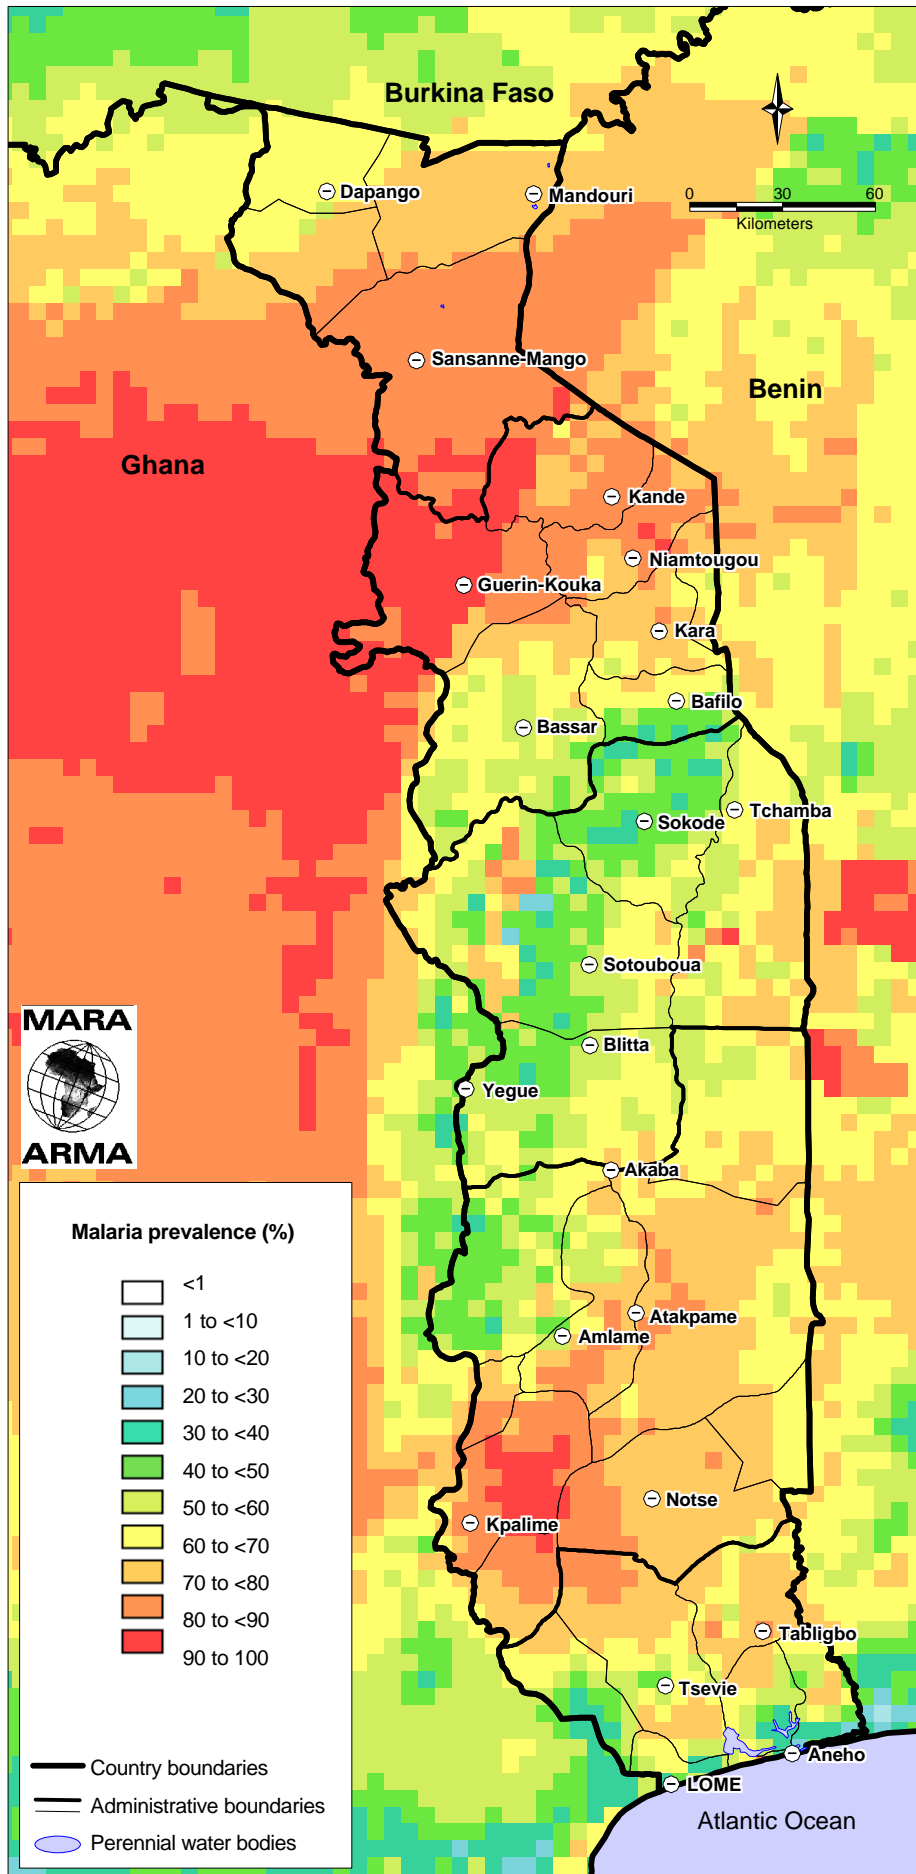 Burkina Faso
Dapango
Mandouri
0 30 60
Kilometers
Sansanne-Mango
Benin
Ghana
Kande
Niamtougou
Guerin-Kouka
Kara
Bafilo
Bassar
Tchamba
Sokode
Sotouboua
MARA
ARMA
Blitta
Yegue
Akaba
Malaria prevalence (%)
<1
1 to <10
10 to <20
20 to <30
30 to <40
40 to <50
50 to <60
60 to <70
70 to <80
80 to <90
90 to 100
Atakpame
Amlame
Notse
Kpalime
Tabligbo
Tsevie
Aneho
LOME
Atlantic Ocean
Country boundaries
Administrative boundaries
Perennial water bodies